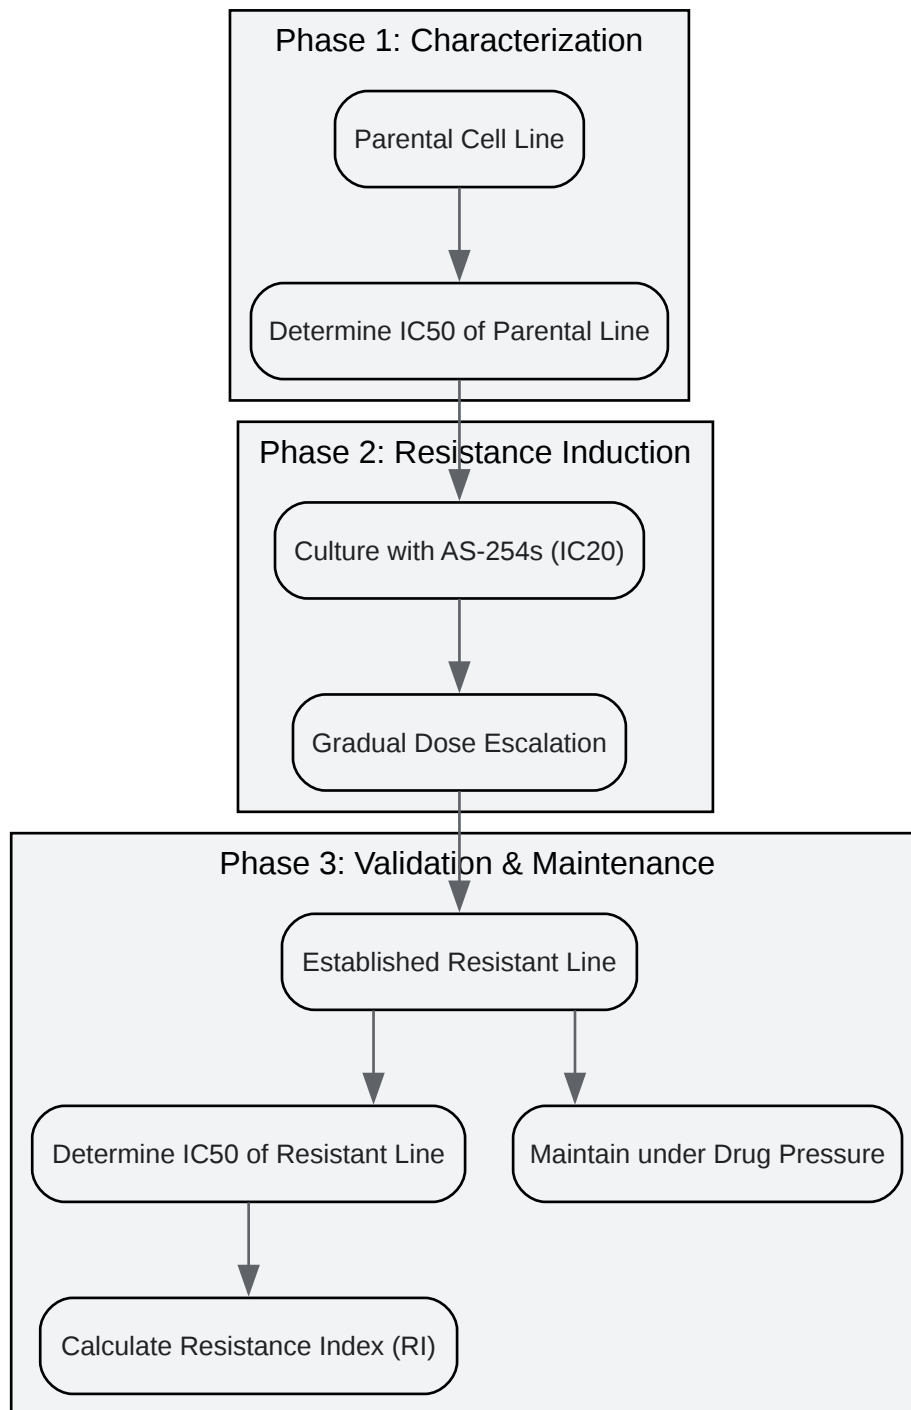 Phase 1: Characterization
Parental Cell Line
Determine IC50 of Parental Line
Phase 2: Resistance Induction
Culture with AS-254s (IC20)
Gradual Dose Escalation
Phase 3: Validation & Maintenance
Established Resistant Line
Determine IC50 of Resistant Line
Maintain under Drug Pressure
Calculate Resistance Index (RI)